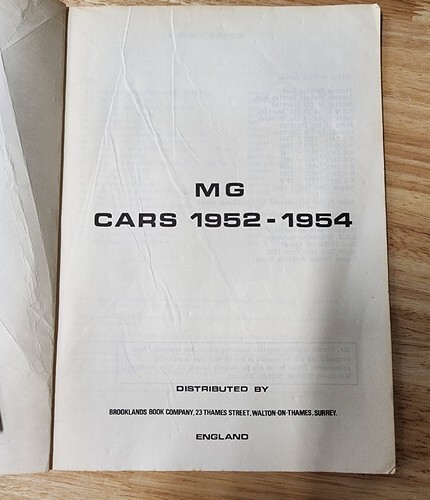 MG
CARS 1952-1954
DISTRIBUTED BY
BROOKLANDS BOOK COMPANY, 23 THAMES STREET, WALTON-ON-THAMES, SURREY.
ENGLAND